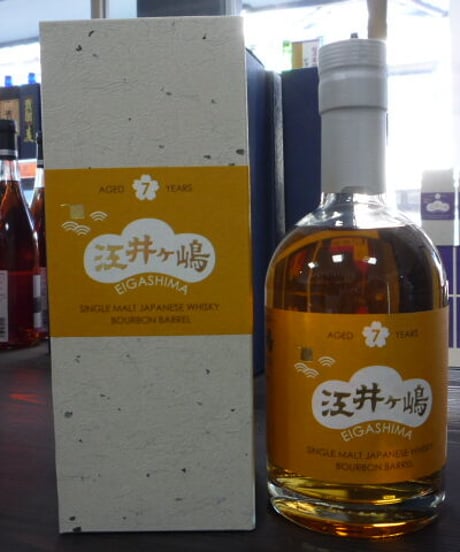 AGED 7 YEARS
江井ヶ嶋
EIGASHIMA
SINGLE MALT JAPANESE WHISKY
BOURBON BARREL
AGED 7 YEARS
江井ヶ嶋
EIGASHIMA
SINGLE MALT JAPANESE WHISKY
BOURBON BARREL